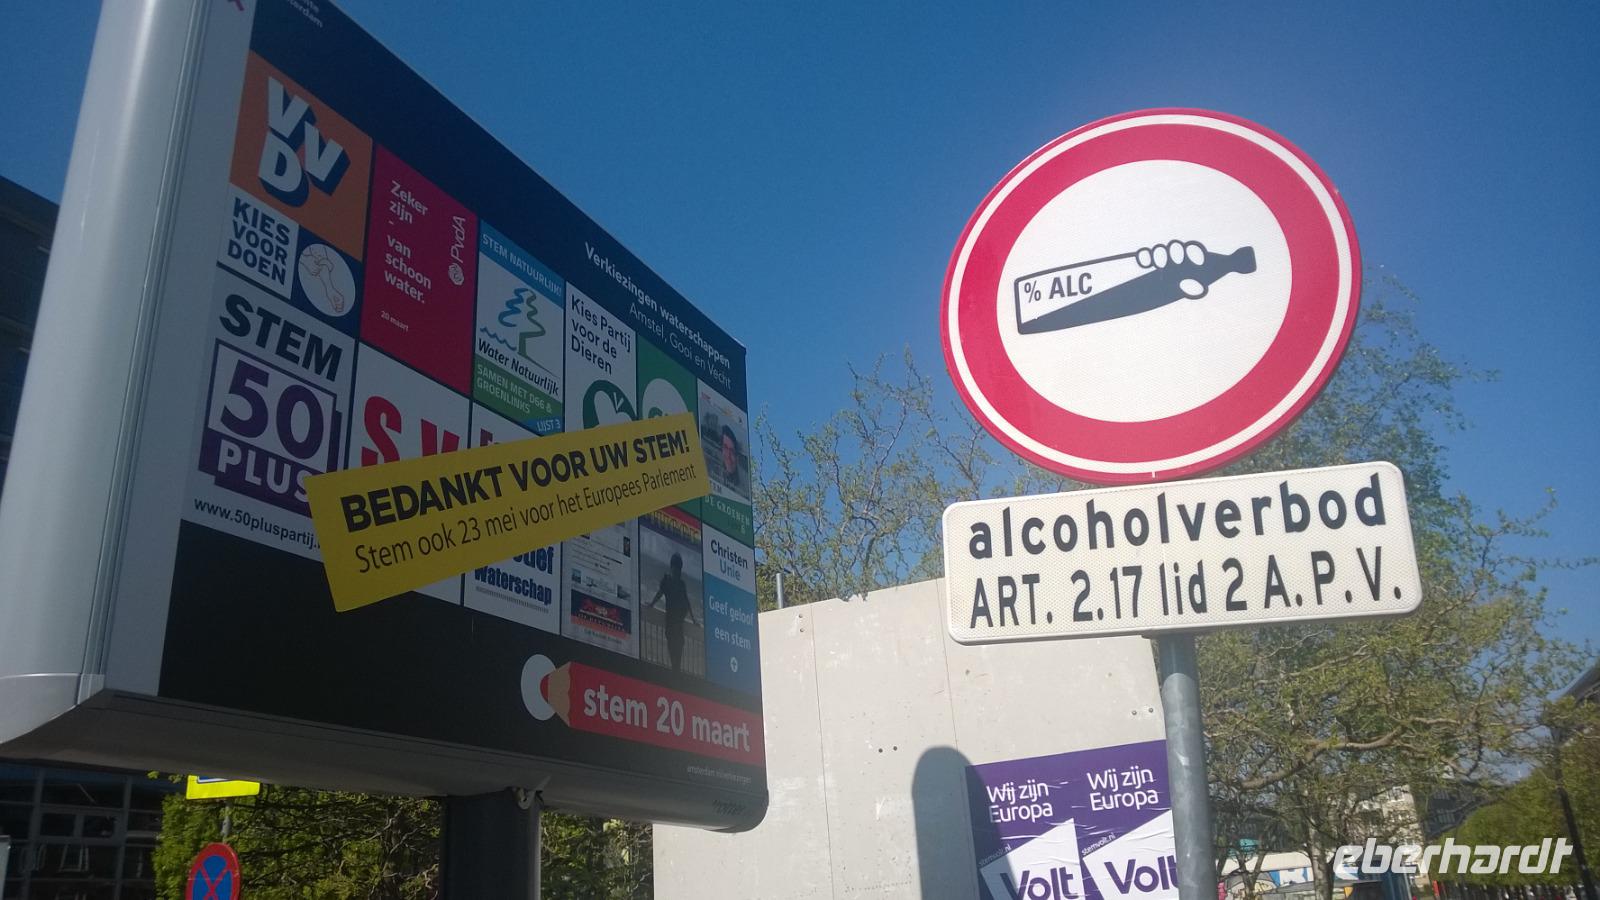 Verkiezingen waterschappen
Amstel, Gooi en Vecht
VVD
KIES
VOOR
DOEN
Zeker
zijn
-
van
schoon
water.
20 maart
PvdA
STEM NATUURLIJK!
Water Natuurlijk
SAMEN MET D66 &
GROENLINKS
LIJST 3
Kies Partij
voor de
Dieren
STEM
50
PLUS
www.50pluspartij.
BEDANKT VOOR UW STEM!
Stem ook 23 mei voor het Europees Parlement
Waterschap
Christen
Unie
Geef geloof
een stem
stem 20 maart
% ALC
alcoholverbod
ART. 2.17 lid 2 A.P.V.
Wij zijn
Europa
stemvolt.nl
Volt
Wij zijn
Europa
stemvolt.nl
Volt
eberhardt